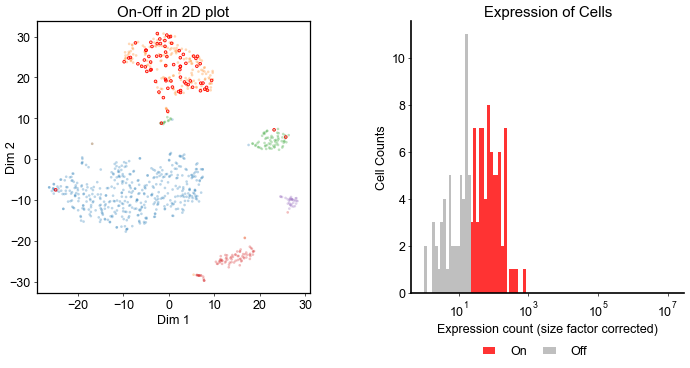 On-Off in 2D plot
Dim 2
30
20
10
0
−10
−20
−30
−20
−10
0
10
20
30
Dim 1
Expression of Cells
Cell Counts
10
8
6
4
2
0
10^1
10^3
10^5
10^7
Expression count (size factor corrected)
On
Off